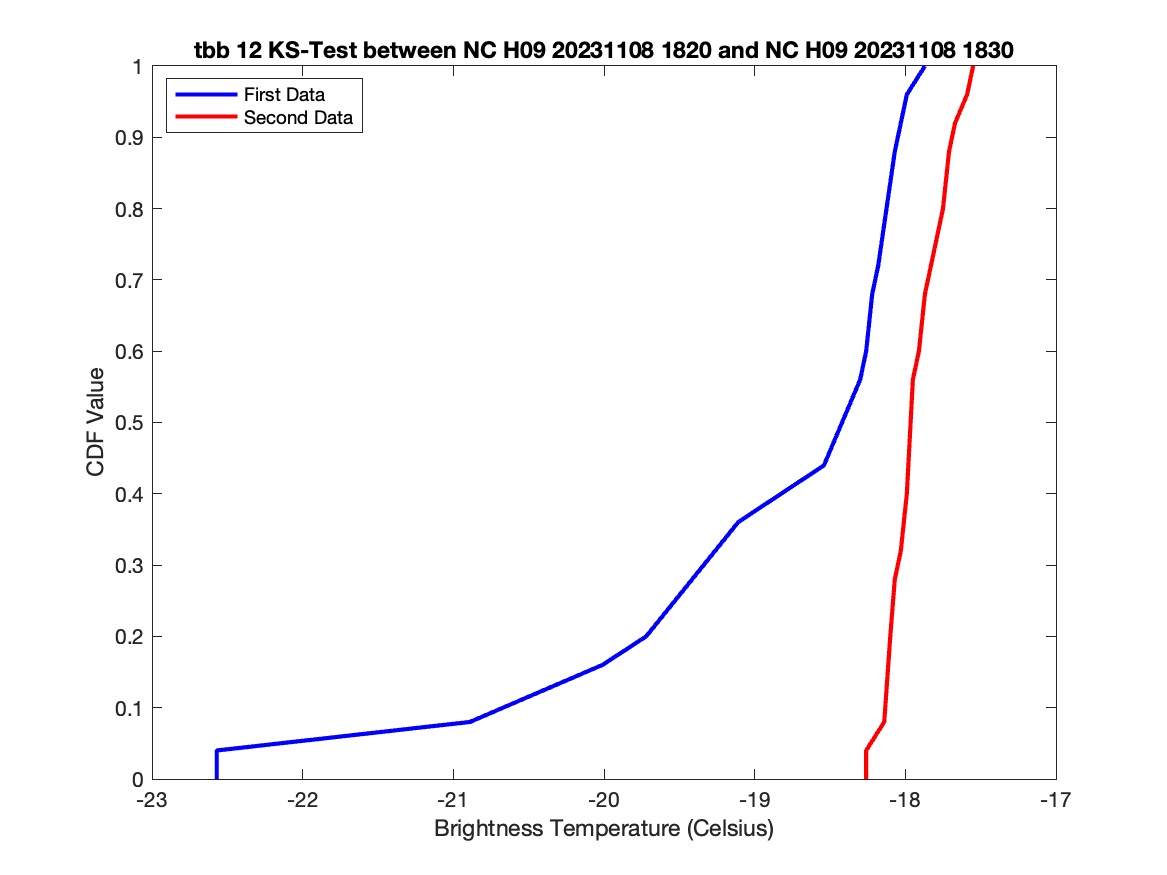 tbb 12 KS-Test between NC H09 20231108 1820 and NC H09 20231108 1830
First Data
Second Data
1
0.9
0.8
0.7
0.6
0.5
0.4
0.3
0.2
0.1
0
CDF Value
-23 -22 -21 -20 -19 -18 -17
Brightness Temperature (Celsius)